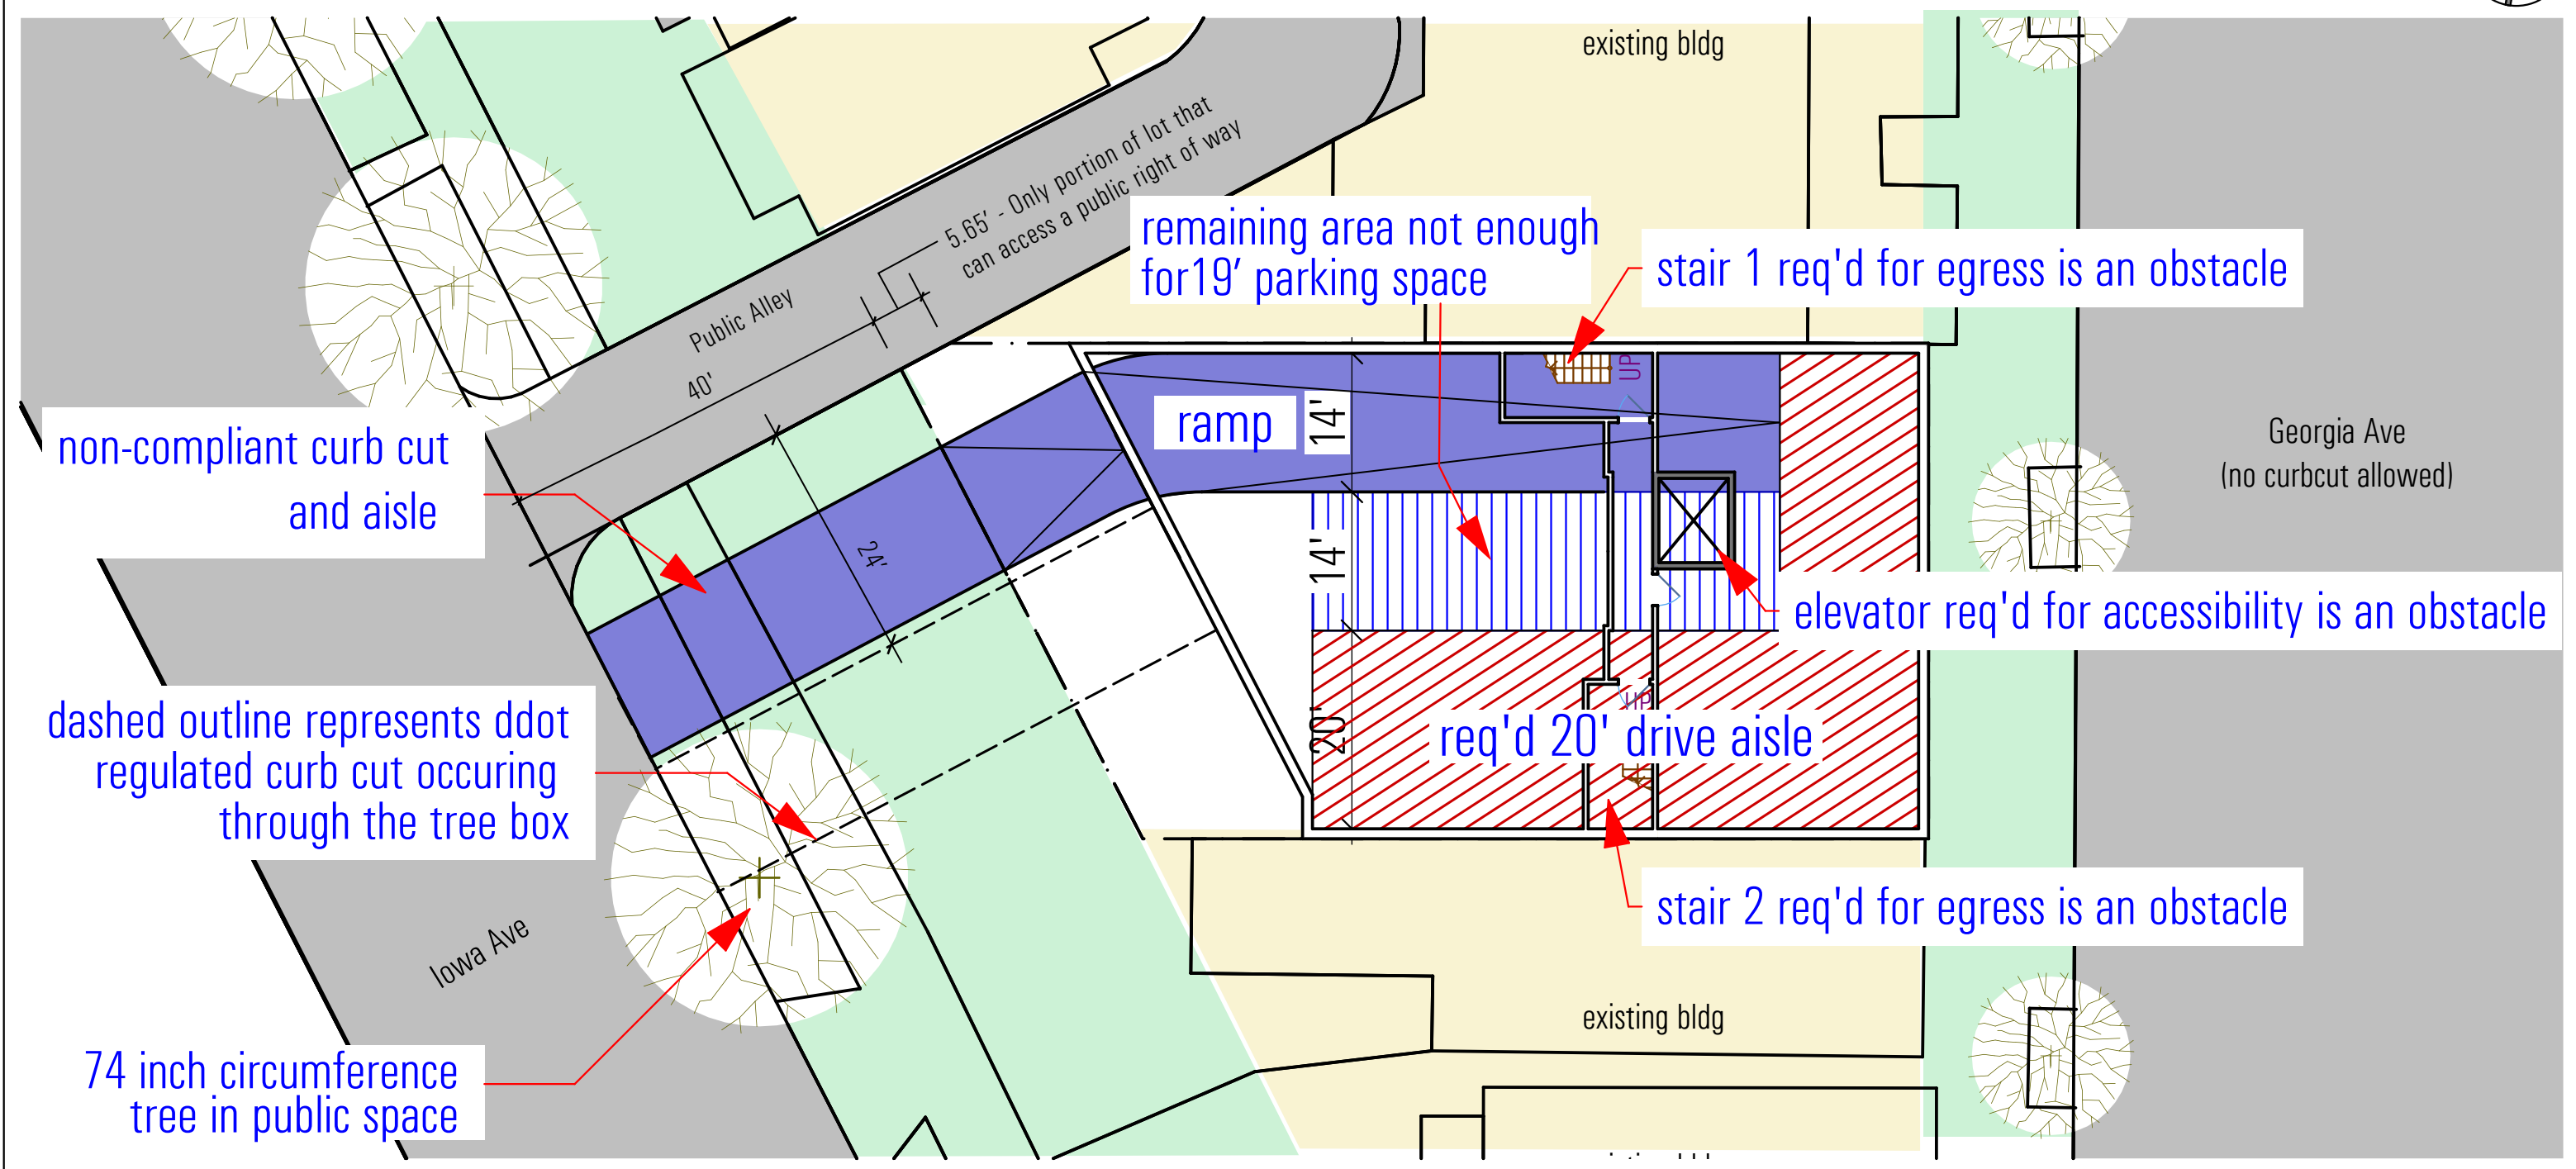 existing bldg
5.65' - Only portion of lot that
can access a public right of way
remaining area not enough
for19' parking space
stair 1 req'd for egress is an obstacle
Public Alley
40'
UP
ramp
14'
Georgia Ave
(no curbcut allowed)
non-compliant curb cut
and aisle
24'
14'
elevator req'd for accessibility is an obstacle
dashed outline represents ddot
regulated curb cut occuring
through the tree box
UP
20'
req'd 20' drive aisle
stair 2 req'd for egress is an obstacle
Iowa Ave
existing bldg
74 inch circumference
tree in public space